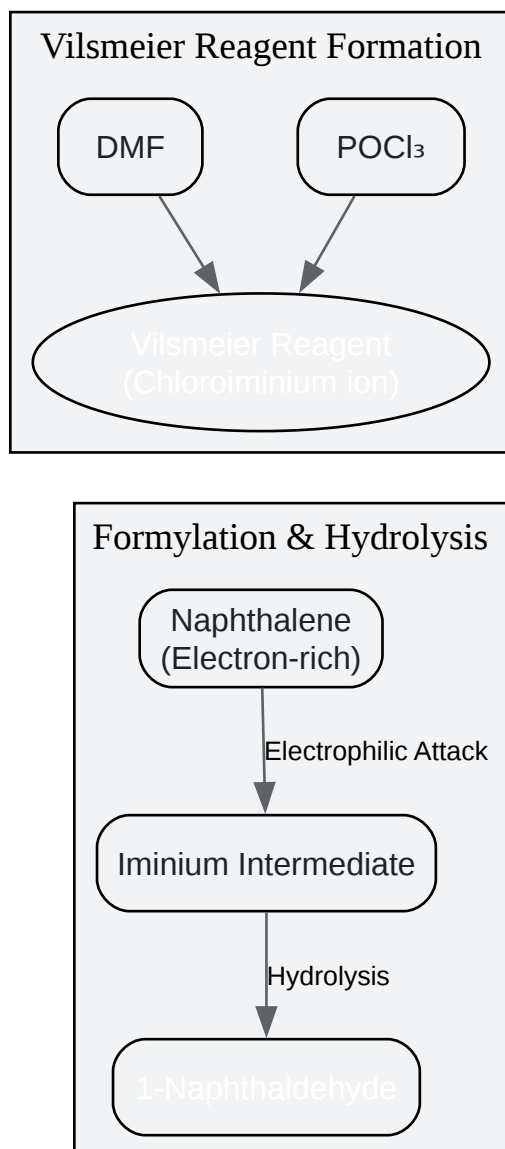 Vilsmeier Reagent Formation
DMF
POCl₃
Vilsmeier Reagent
(Chloroiminium ion)
Formylation & Hydrolysis
Naphthalene
(Electron-rich)
Electrophilic Attack
Iminium Intermediate
Hydrolysis
1-Naphthaldehyde